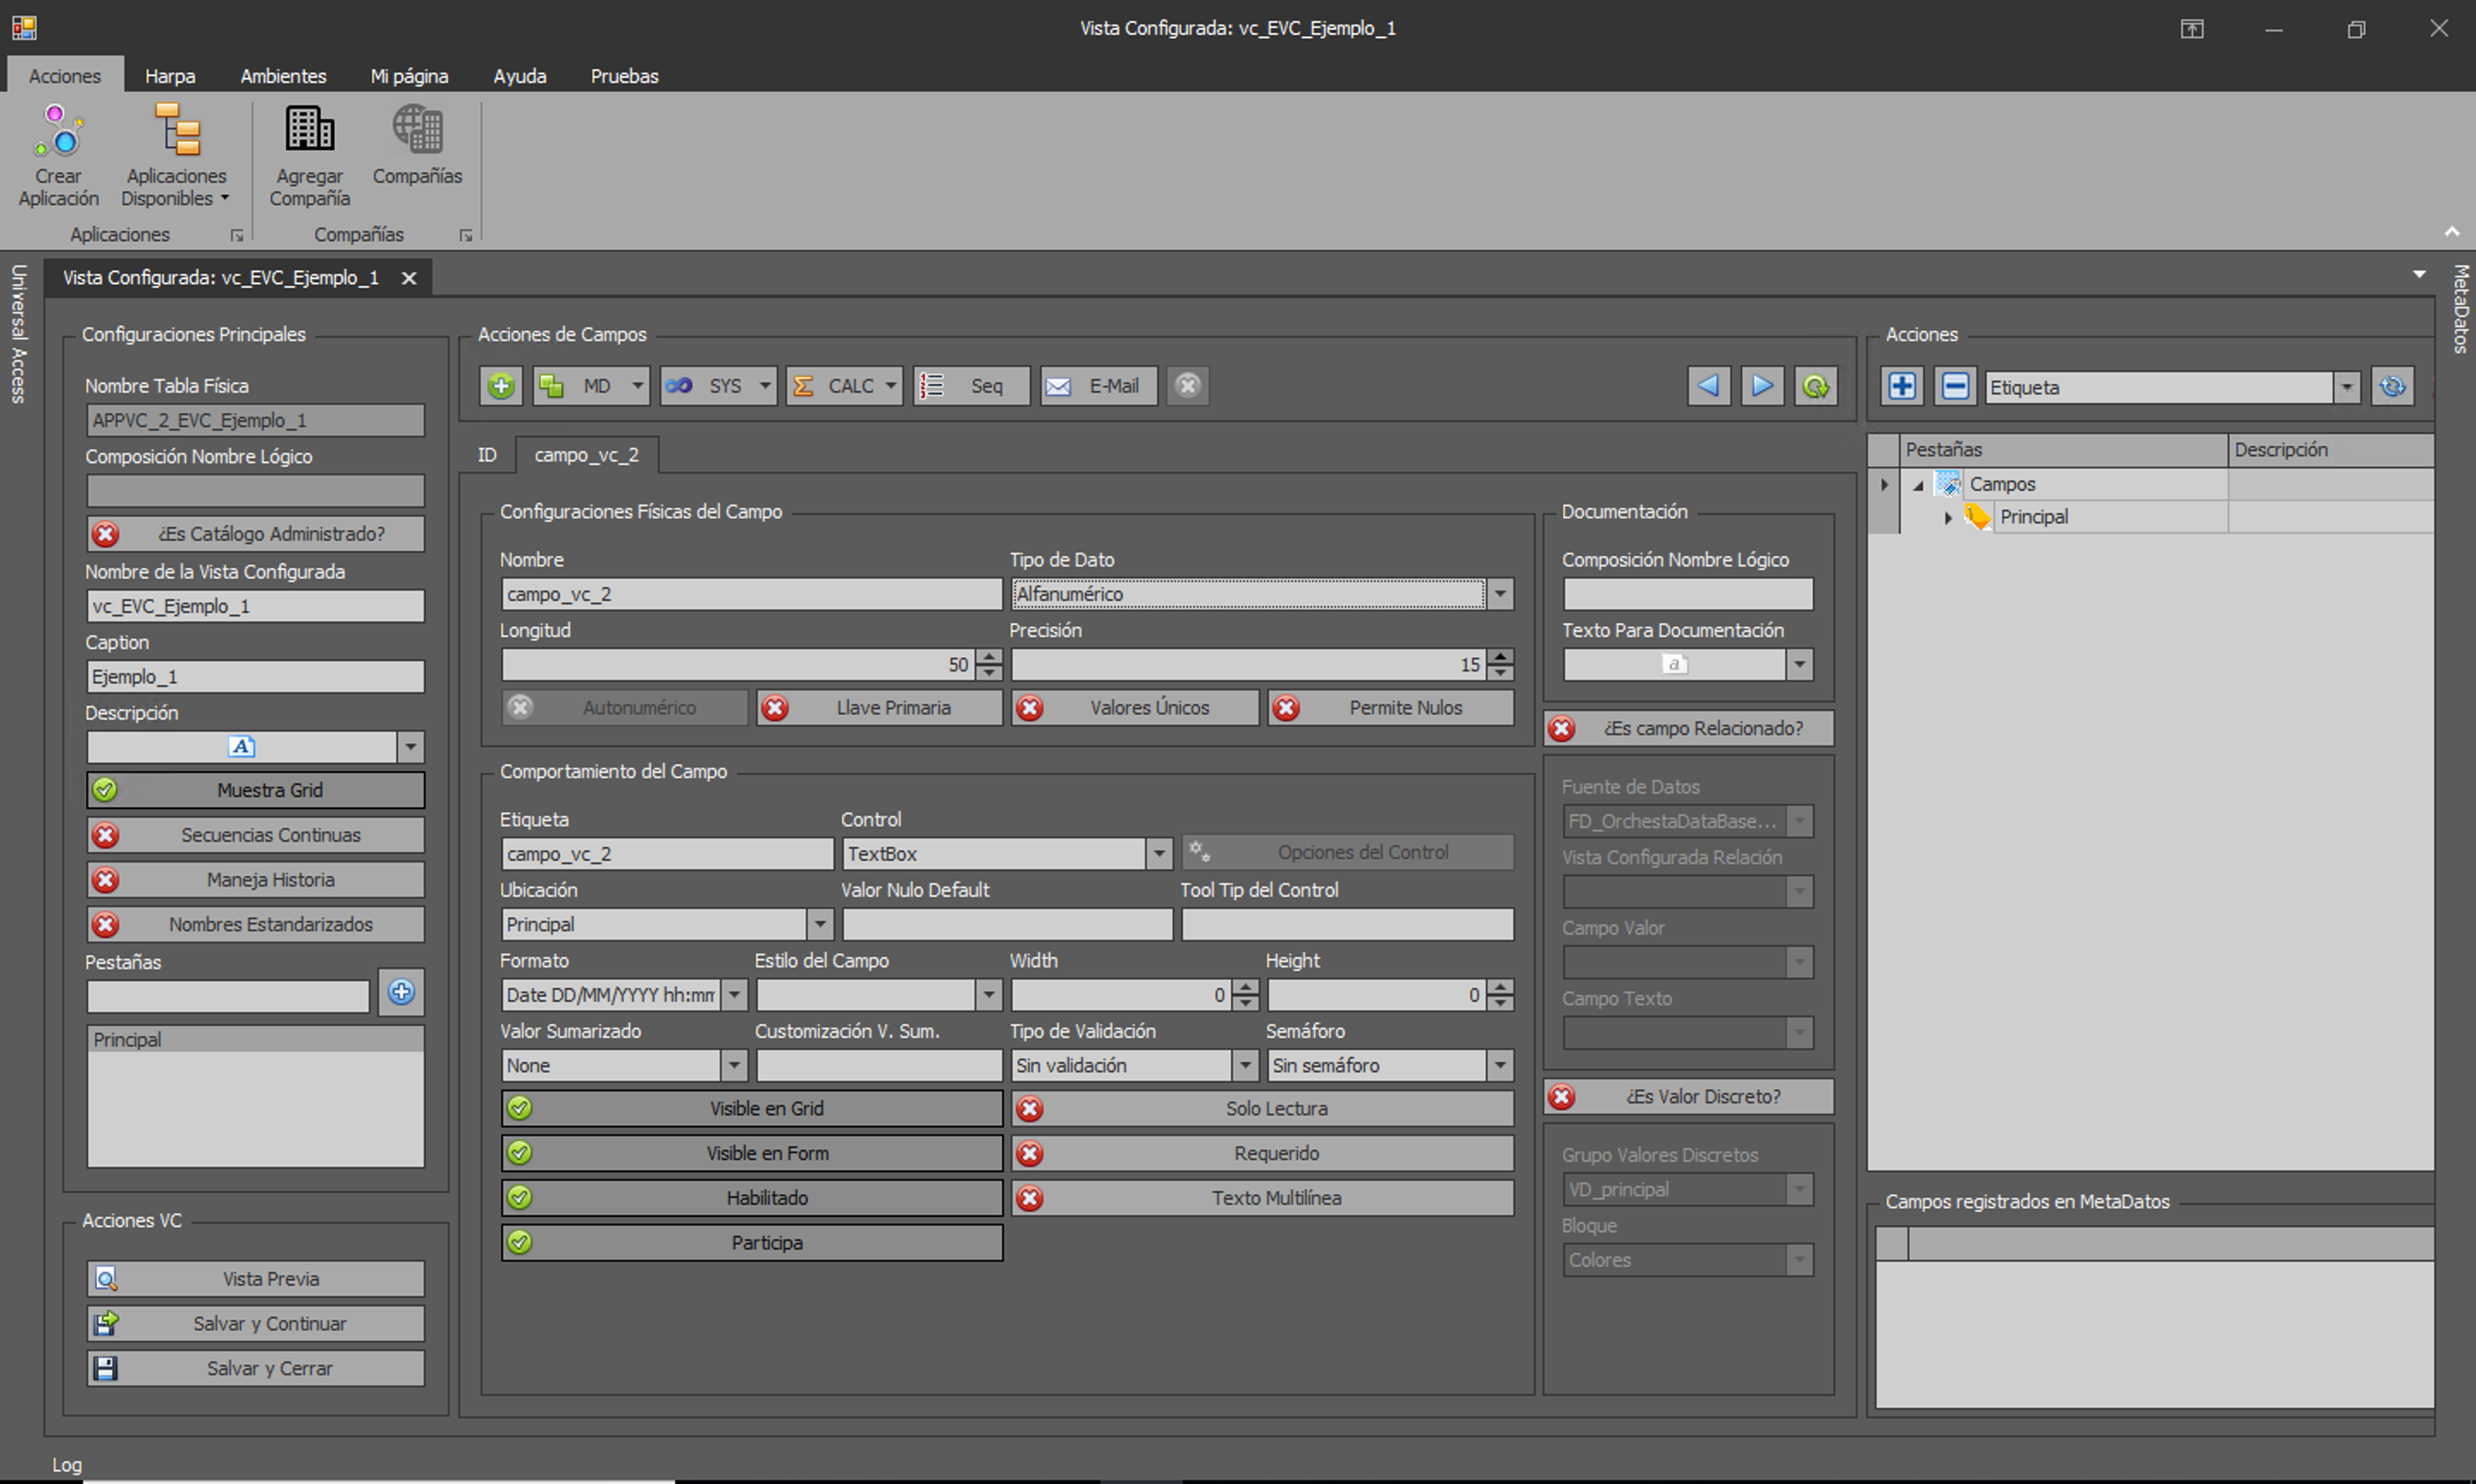 Vista Configurada: vc_EVC_Ejemplo_1
Acciones
Harpa
Ambientes
Mi página
Ayuda
Pruebas
Crear
Aplicación
Aplicaciones
Disponibles
Agregar
Compañía
Compañías
Aplicaciones
Compañías
Universal Access
MetaDatos
Vista Configurada: vc_EVC_Ejemplo_1
Configuraciones Principales
Nombre Tabla Física
APPVC_2_EVC_Ejemplo_1
Composición Nombre Lógico
¿Es Catálogo Administrado?
Nombre de la Vista Configurada
vc_EVC_Ejemplo_1
Caption
Ejemplo_1
Descripción
A
Muestra Grid
Secuencias Continuas
Maneja Historia
Nombres Estandarizados
Pestañas
Principal
Acciones VC
Vista Previa
Salvar y Continuar
Salvar y Cerrar
Acciones de Campos
MD
SYS
CALC
Seq
E-Mail
ID
campo_vc_2
Configuraciones Físicas del Campo
Nombre
Tipo de Dato
campo_vc_2
Alfanumérico
Longitud
Precisión
50
15
Autonumérico
Llave Primaria
Valores Únicos
Permite Nulos
Comportamiento del Campo
Etiqueta
Control
campo_vc_2
TextBox
Opciones del Control
Ubicación
Valor Nulo Default
Tool Tip del Control
Principal
Formato
Estilo del Campo
Width
Height
Date DD/MM/YYYY hh:mm
0
0
Valor Sumarizado
Customización V. Sum.
Tipo de Validación
Semáforo
None
Sin validación
Sin semáforo
Visible en Grid
Solo Lectura
Visible en Form
Requerido
Habilitado
Texto Multilínea
Participa
Documentación
Composición Nombre Lógico
Texto Para Documentación
a
¿Es campo Relacionado?
Fuente de Datos
FD_OrchestaDataBase...
Vista Configurada Relación
Campo Valor
Campo Texto
¿Es Valor Discreto?
Grupo Valores Discretos
VD_principal
Bloque
Colores
Acciones
Etiqueta
Pestañas
Descripción
Campos
Principal
Campos registrados en MetaDatos
Log